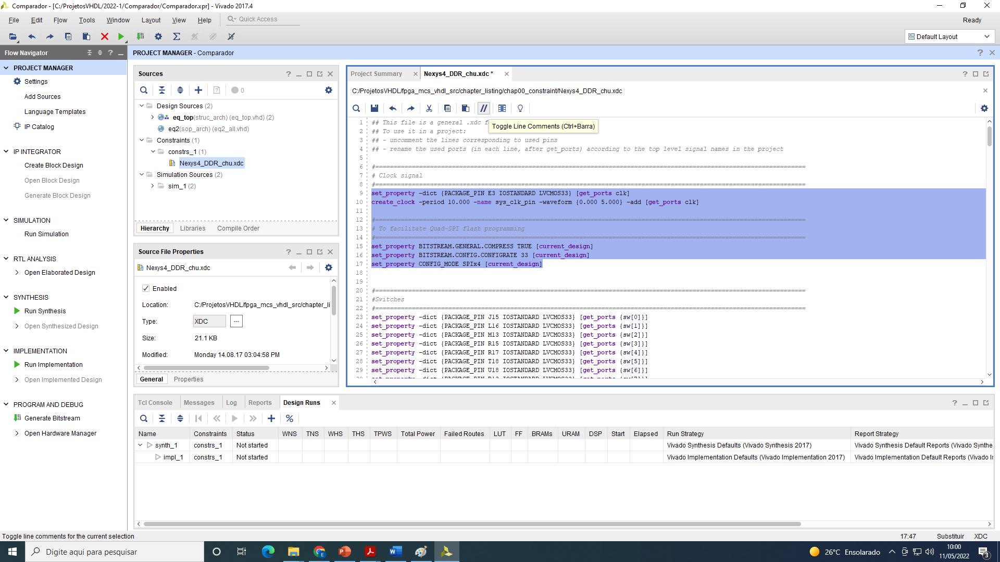 Comparador - [C:/ProjetosVHDL/2022-1/Comparador/Comparador.xpr] - Vivado 2017.4
File Edit Flow Tools Window Layout View Help Quick Access Ready
Default Layout
Flow Navigator
PROJECT MANAGER - Comparador
PROJECT MANAGER
Settings
Add Sources
Language Templates
IP Catalog
IP INTEGRATOR
Create Block Design
Open Block Design
Generate Block Design
SIMULATION
Run Simulation
RTL ANALYSIS
Open Elaborated Design
SYNTHESIS
Run Synthesis
Open Synthesized Design
IMPLEMENTATION
Run Implementation
Open Implemented Design
PROGRAM AND DEBUG
Generate Bitstream
Open Hardware Manager
Sources
0
Design Sources (2)
eq_top(struc_arch) (eq_top.vhd) (2)
eq2(sop_arch) (eq2_all.vhd)
Constraints (1)
constrs_1 (1)
Nexys4_DDR_chu.xdc
Simulation Sources (2)
sim_1 (2)
Hierarchy Libraries Compile Order
Source File Properties
Nexys4_DDR_chu.xdc
Enabled
Location: C:/ProjetosVHDL/fpga_mcs_vhdl_src/chapter_li
Type: XDC ...
Size: 21.1 KB
Modified: Monday 14.08.17 03:04:58 PM
General Properties
Project Summary Nexys4_DDR_chu.xdc *
C:/ProjetosVHDL/fpga_mcs_vhdl_src/chapter_listing/chap00_constraint/Nexys4_DDR_chu.xdc
Toggle Line Comments (Ctrl+Barra)
1 ## This file is a general .xdc f
2 ## To use it in a project:
3 ## - uncomment the lines corresponding to used pins
4 ## - rename the used ports (in each line, after get_ports) according to the top level signal names in the project
5
6 #=====================================================================================================================
7 # Clock signal
8 #=====================================================================================================================
9 set_property -dict {PACKAGE_PIN E3 IOSTANDARD LVCMOS33} [get_ports clk]
10 create_clock -period 10.000 -name sys_clk_pin -waveform {0.000 5.000} -add [get_ports clk]
11
12 #=====================================================================================================================
13 # To facilitate Quad-SPI flash programming
14 #=====================================================================================================================
15 set_property BITSTREAM.GENERAL.COMPRESS TRUE [current_design]
16 set_property BITSTREAM.CONFIG.CONFIGRATE 33 [current_design]
17 set_property CONFIG_MODE SPIx4 [current_design]
18
19
20 #=====================================================================================================================
21 #Switches
22 #=====================================================================================================================
23 set_property -dict {PACKAGE_PIN J15 IOSTANDARD LVCMOS33} [get_ports {sw[0]}]
24 set_property -dict {PACKAGE_PIN L16 IOSTANDARD LVCMOS33} [get_ports {sw[1]}]
25 set_property -dict {PACKAGE_PIN M13 IOSTANDARD LVCMOS33} [get_ports {sw[2]}]
26 set_property -dict {PACKAGE_PIN R15 IOSTANDARD LVCMOS33} [get_ports {sw[3]}]
27 set_property -dict {PACKAGE_PIN R17 IOSTANDARD LVCMOS33} [get_ports {sw[4]}]
28 set_property -dict {PACKAGE_PIN T18 IOSTANDARD LVCMOS33} [get_ports {sw[5]}]
29 set_property -dict {PACKAGE_PIN U18 IOSTANDARD LVCMOS33} [get_ports {sw[6]}]
Tcl Console Messages Log Reports Design Runs
Name Constraints Status WNS TNS WHS THS TPWS Total Power Failed Routes LUT FF BRAMs URAM DSP Start Elapsed Run Strategy Report Strategy
synth_1 constrs_1 Not started Vivado Synthesis Defaults (Vivado Synthesis 2017) Vivado Synthesis Default Reports (Vivado Synthe
impl_1 constrs_1 Not started Vivado Implementation Defaults (Vivado Implementation 2017) Vivado Implementation Default Reports (Vivado I
Toggle line comments for the current selection 17:47 Substituir XDC
Digite aqui para pesquisar
26°C Ensolarado
10:00
11/05/2022
3